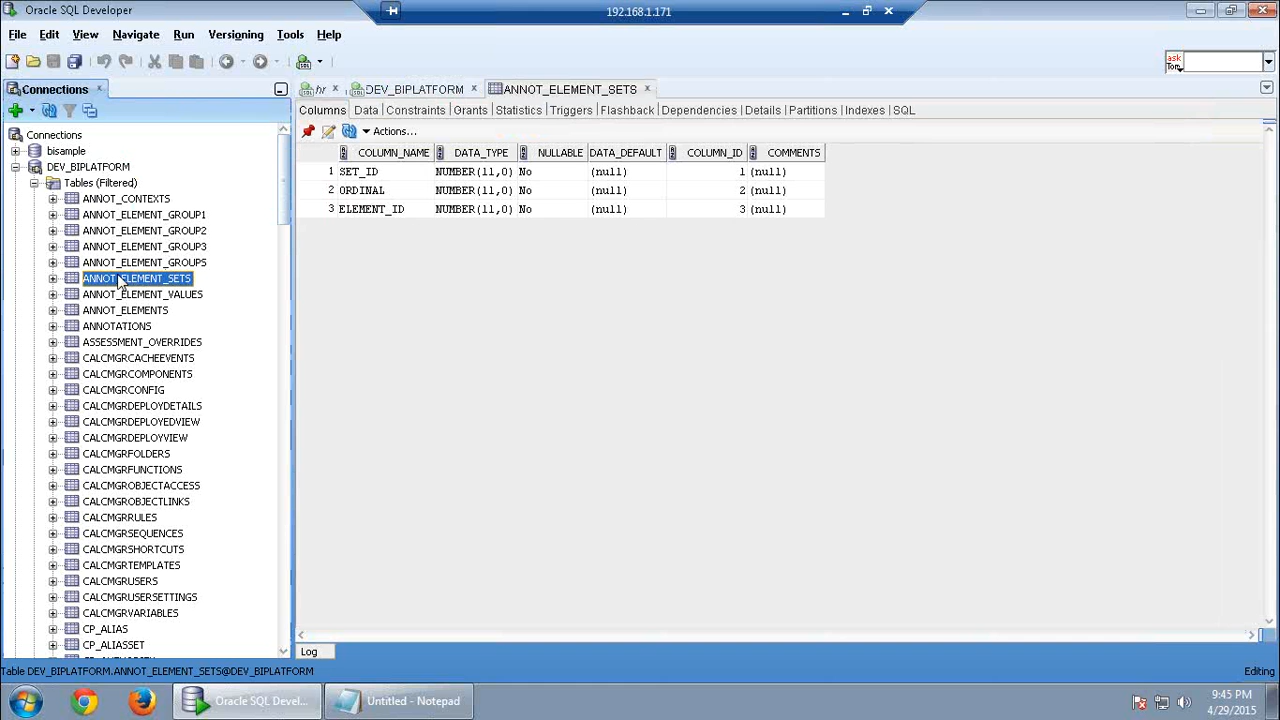 Oracle SQL Developer
192.168.1.171
File Edit View Navigate Run Versioning Tools Help
ask
Tom
Connections
hr DEV_BIPLATFORM ANNOT_ELEMENT_SETS
Columns Data Constraints Grants Statistics Triggers Flashback Dependencies Details Partitions Indexes SQL
Actions...
COLUMN_NAME DATA_TYPE NULLABLE DATA_DEFAULT COLUMN_ID COMMENTS
1 SET_ID NUMBER(11,0) No (null) 1 (null)
2 ORDINAL NUMBER(11,0) No (null) 2 (null)
3 ELEMENT_ID NUMBER(11,0) No (null) 3 (null)
Connections
bisample
DEV_BIPLATFORM
Tables (Filtered)
ANNOT_CONTEXTS
ANNOT_ELEMENT_GROUP1
ANNOT_ELEMENT_GROUP2
ANNOT_ELEMENT_GROUP3
ANNOT_ELEMENT_GROUPS
ANNOT_ELEMENT_SETS
ANNOT_ELEMENT_VALUES
ANNOT_ELEMENTS
ANNOTATIONS
ASSESSMENT_OVERRIDES
CALCMGRCACHEEVENTS
CALCMGRCOMPONENTS
CALCMGRCONFIG
CALCMGRDEPLOYDETAILS
CALCMGRDEPLOYEDVIEW
CALCMGRDEPLOYVIEW
CALCMGRFOLDERS
CALCMGRFUNCTIONS
CALCMGROBJECTACCESS
CALCMGROBJECTLINKS
CALCMGRRULES
CALCMGRSEQUENCES
CALCMGRSHORTCUTS
CALCMGRTEMPLATES
CALCMGRUSERS
CALCMGRUSERSETTINGS
CALCMGRVARIABLES
CP_ALIAS
CP_ALIASSET
Log
Table DEV_BIPLATFORM.ANNOT_ELEMENT_SETS@DEV_BIPLATFORM
Editing
Oracle SQL Devel...
Untitled - Notepad
9:45 PM
4/29/2015